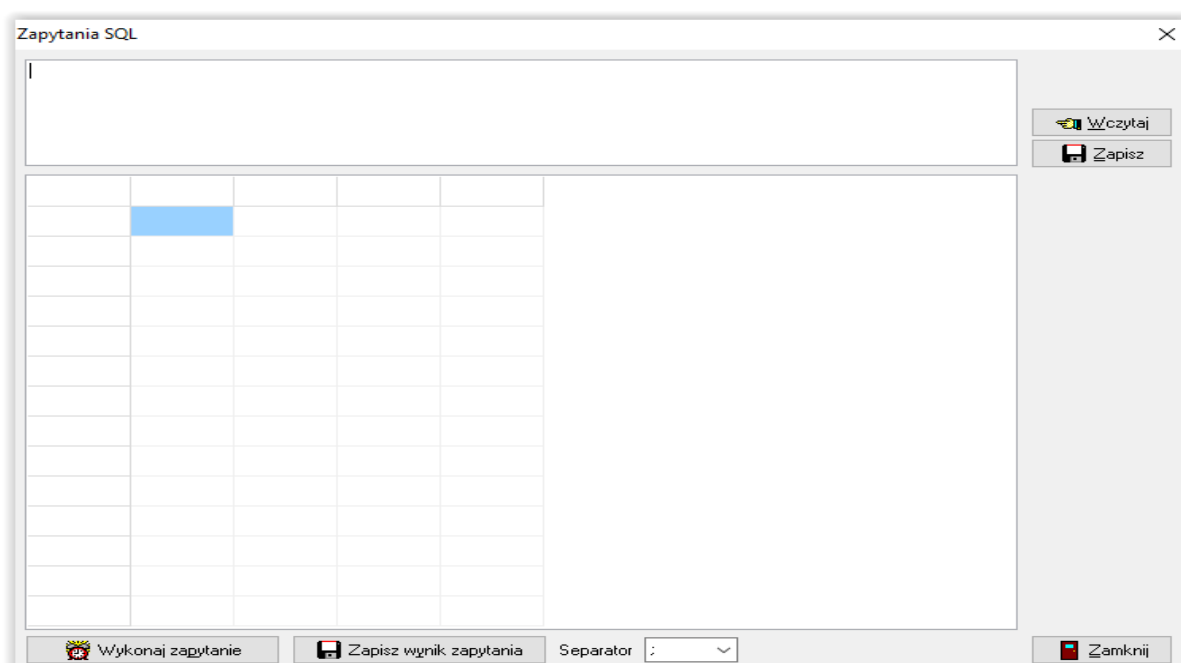 Zapytania SQL
Wczytaj
Zapisz
Wykonaj zapytanie
Zapisz wynik zapytania
Separator ;
Zamknij